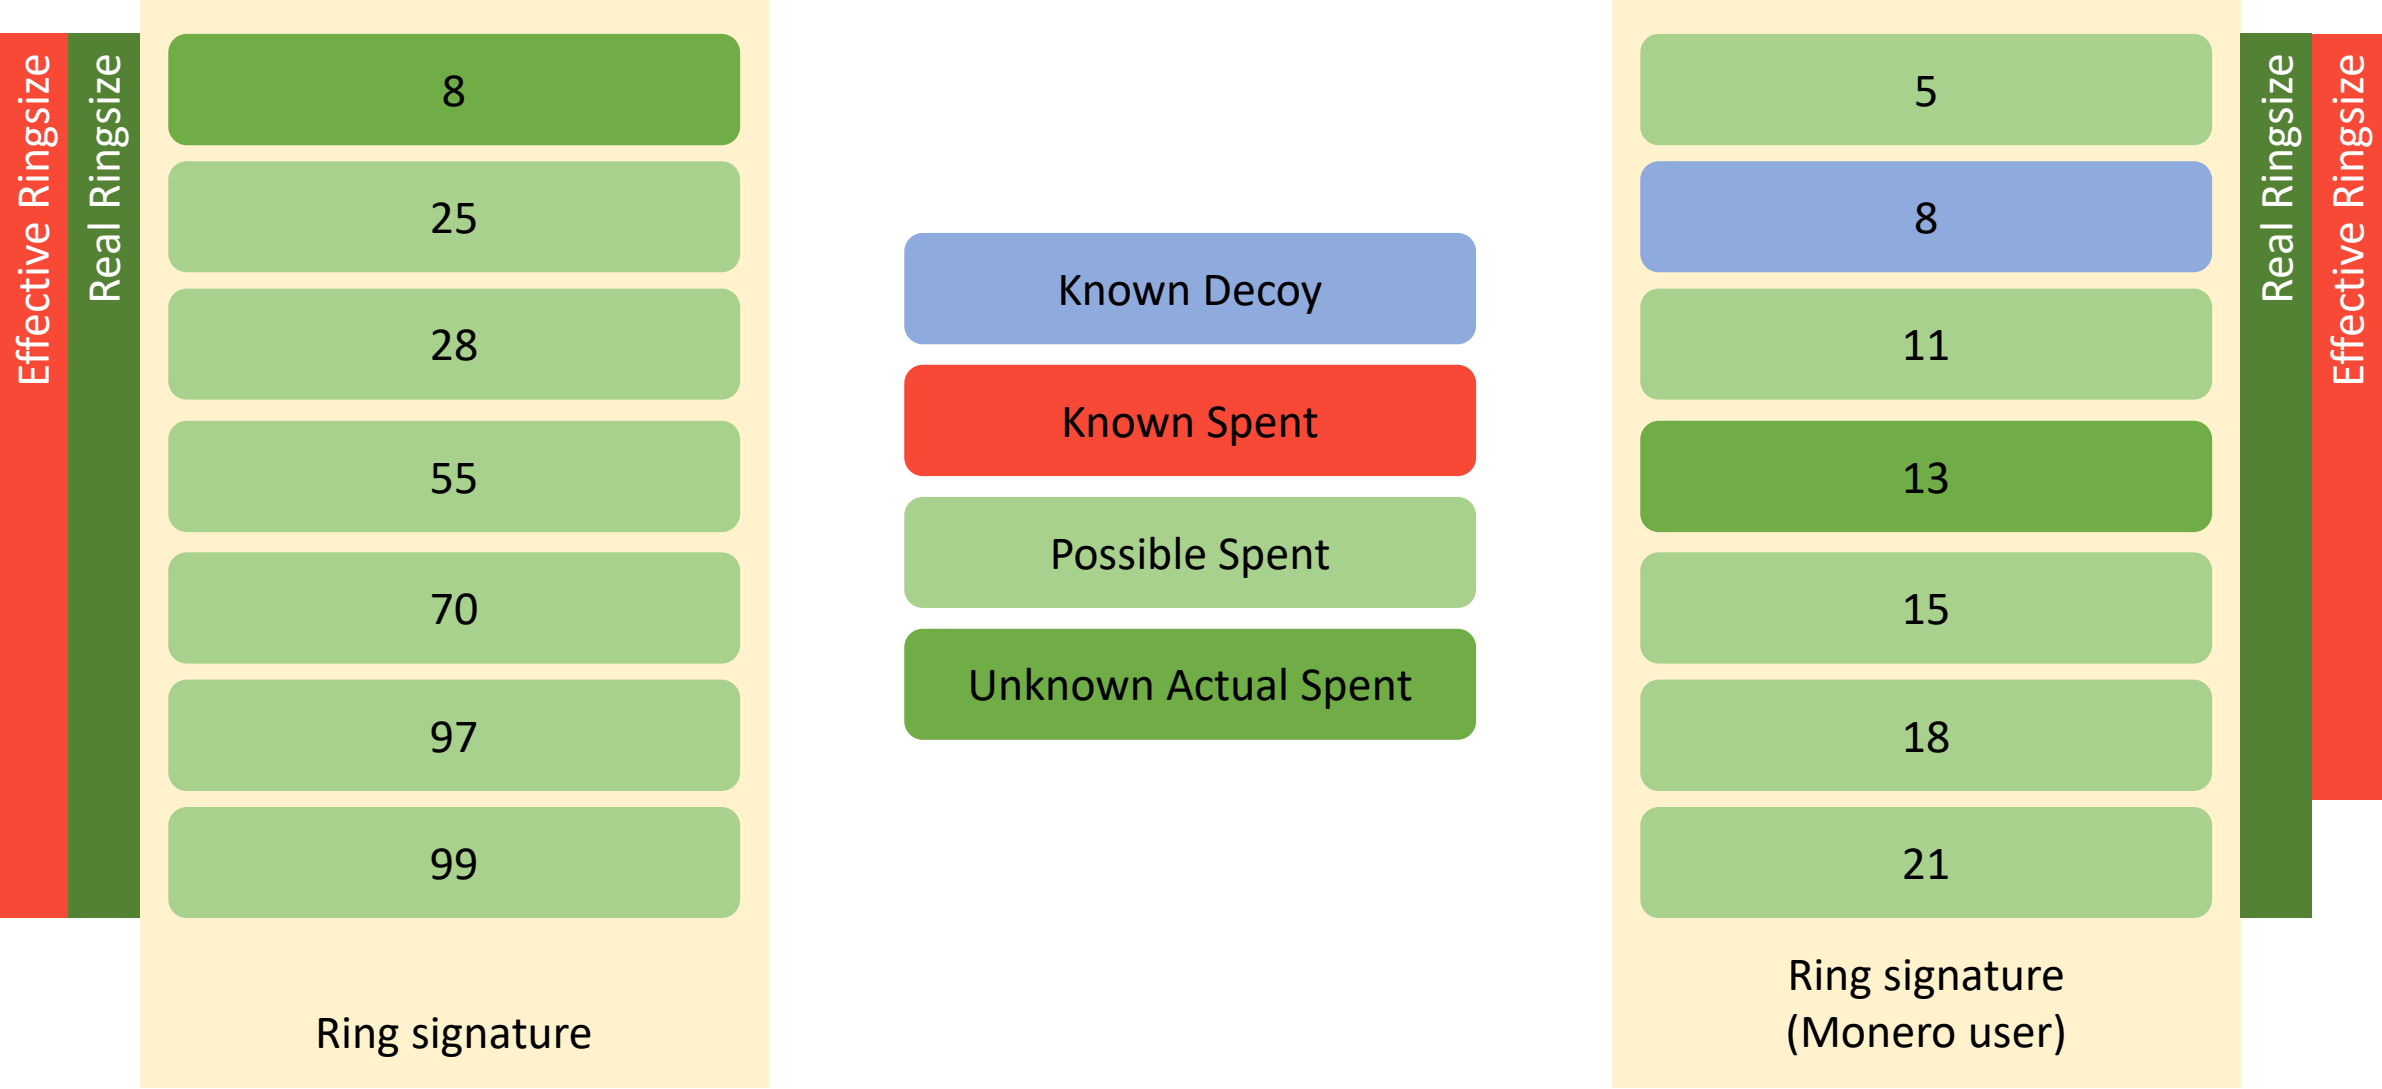 Effective Ringsize
Real Ringsize
8
25
28
55
70
97
99
Ring signature
Known Decoy
Known Spent
Possible Spent
Unknown Actual Spent
5
8
11
13
15
18
21
Ring signature
(Monero user)
Real Ringsize
Effective Ringsize